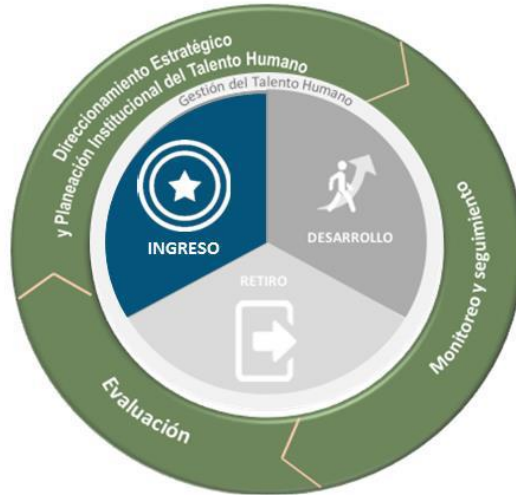 Direccionamiento Estratégico
y Planeación Institucional del Talento Humano
Gestión del Talento Humano
INGRESO
DESARROLLO
RETIRO
Monitoreo y seguimiento
Evaluación